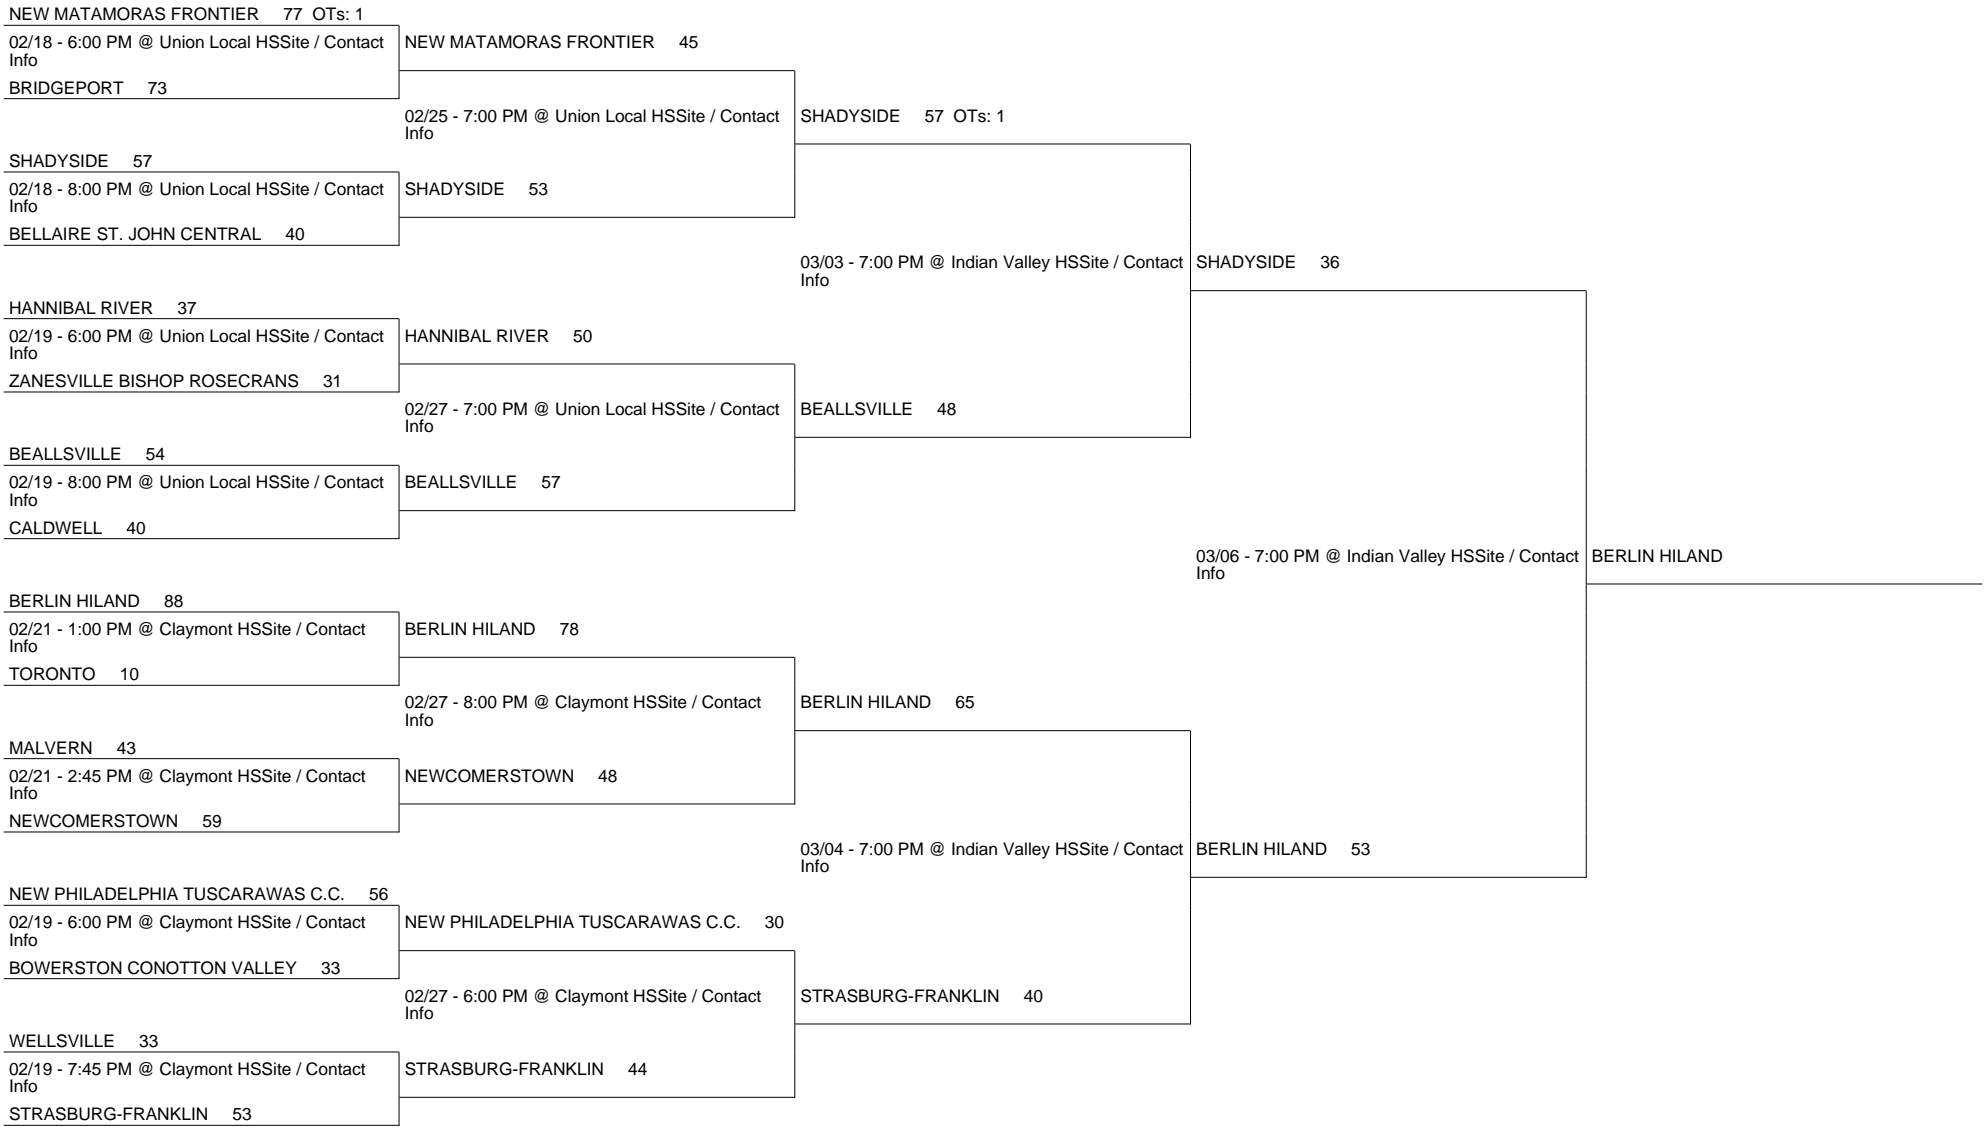 NEW MATAMORAS FRONTIER 77 OTs: 1
02/18 - 6:00 PM @ Union Local HSSite / Contact
Info
BRIDGEPORT 73
SHADYSIDE 57
02/18 - 8:00 PM @ Union Local HSSite / Contact
Info
BELLAIRE ST. JOHN CENTRAL 40
HANNIBAL RIVER 37
02/19 - 6:00 PM @ Union Local HSSite / Contact
Info
ZANESVILLE BISHOP ROSECRANS 31
BEALLSVILLE 54
02/19 - 8:00 PM @ Union Local HSSite / Contact
Info
CALDWELL 40
BERLIN HILAND 88
02/21 - 1:00 PM @ Claymont HSSite / Contact
Info
TORONTO 10
MALVERN 43
02/21 - 2:45 PM @ Claymont HSSite / Contact
Info
NEWCOMERSTOWN 59
NEW PHILADELPHIA TUSCARAWAS C.C. 56
02/19 - 6:00 PM @ Claymont HSSite / Contact
Info
BOWERSTON CONOTTON VALLEY 33
WELLSVILLE 33
02/19 - 7:45 PM @ Claymont HSSite / Contact
Info
STRASBURG-FRANKLIN 53
NEW MATAMORAS FRONTIER 45
02/25 - 7:00 PM @ Union Local HSSite / Contact
Info
SHADYSIDE 53
HANNIBAL RIVER 50
02/27 - 7:00 PM @ Union Local HSSite / Contact
Info
BEALLSVILLE 57
BERLIN HILAND 78
02/27 - 8:00 PM @ Claymont HSSite / Contact
Info
NEWCOMERSTOWN 48
NEW PHILADELPHIA TUSCARAWAS C.C. 30
02/27 - 6:00 PM @ Claymont HSSite / Contact
Info
STRASBURG-FRANKLIN 44
SHADYSIDE 57 OTs: 1
03/03 - 7:00 PM @ Indian Valley HSSite / Contact
Info
BEALLSVILLE 48
BERLIN HILAND 65
03/04 - 7:00 PM @ Indian Valley HSSite / Contact
Info
STRASBURG-FRANKLIN 40
SHADYSIDE 36
03/06 - 7:00 PM @ Indian Valley HSSite / Contact
Info
BERLIN HILAND 53
BERLIN HILAND